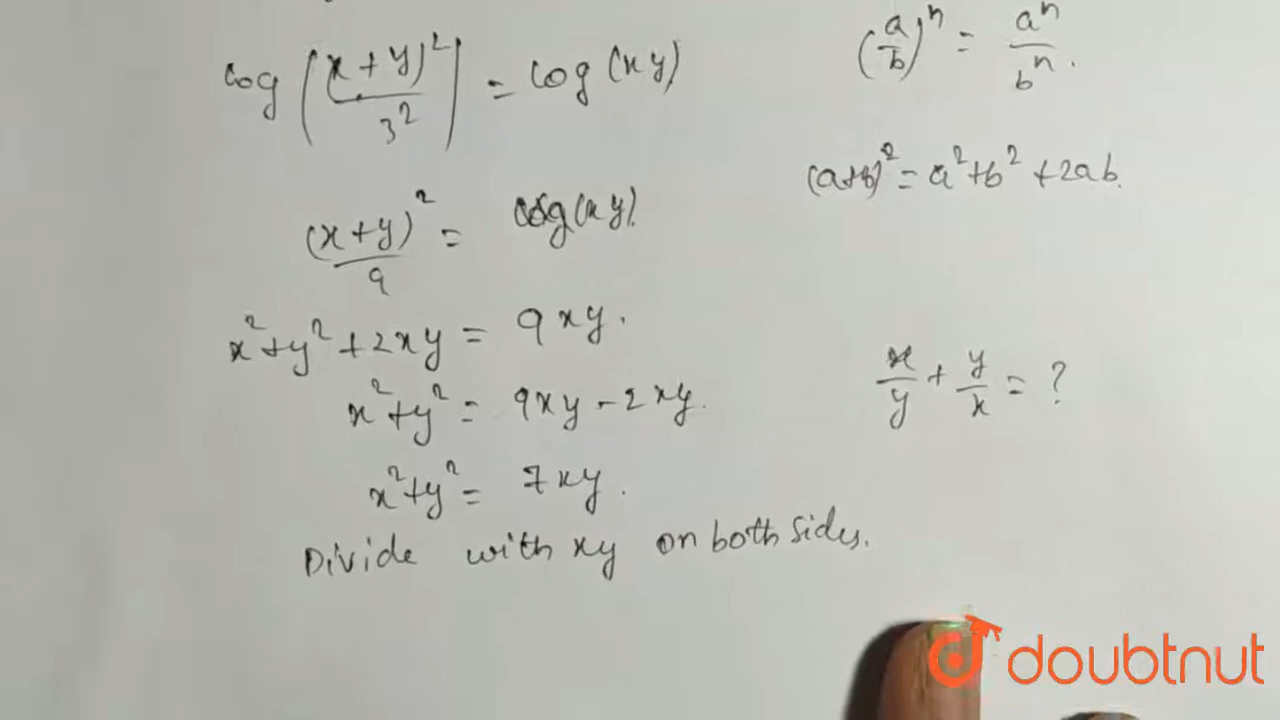 log ((x+y)²/3²) = log (xy)
(a/b)ⁿ = aⁿ/bⁿ.
(a+b)² = a²+b²+2ab.
(x+y)²/9 = log(xy).
x²+y²+2xy = 9xy.
x/y + y/x = ?
x²+y² = 9xy-2xy.
x²+y² = 7xy.
Divide with xy on both sides.
doubtnut